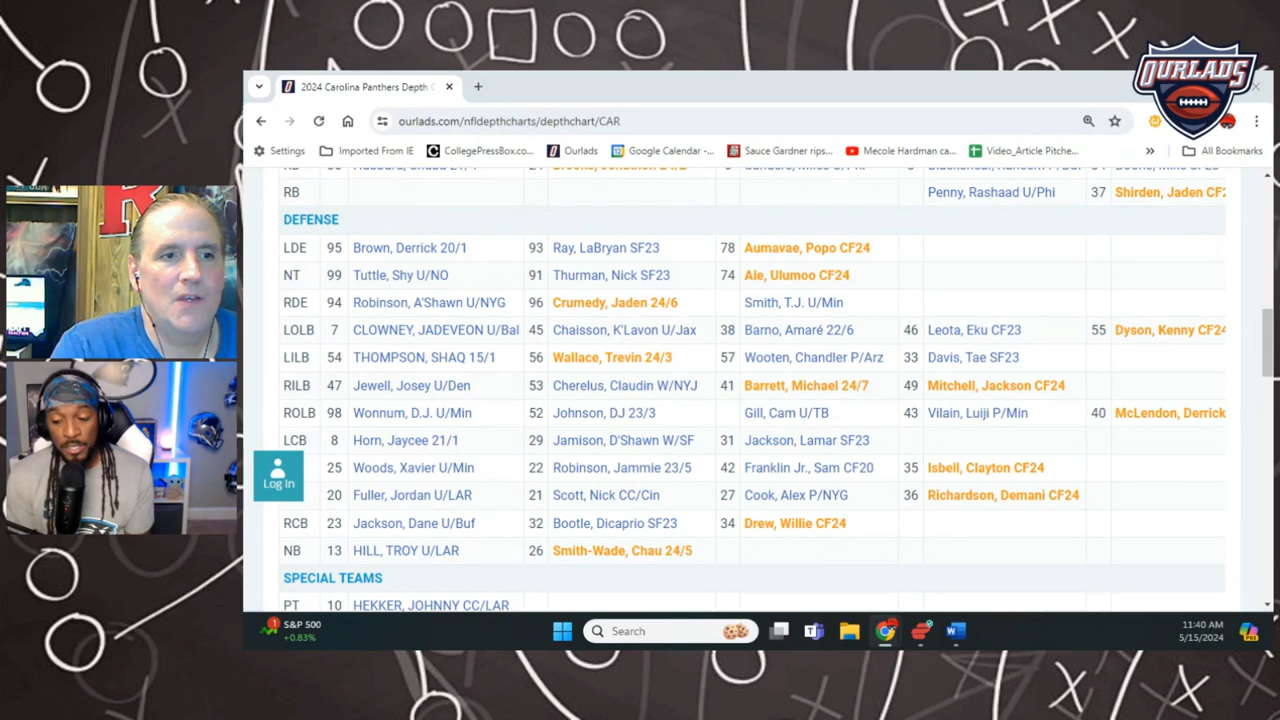 OURLADS
2024 Carolina Panthers Depth C
ourlads.com/nfldepthcharts/depthchart/CAR
Settings Imported From IE CollegePressBox.co... Ourlads Google Calendar -... Sauce Gardner rips... Mecole Hardman ca... Video_Article Pitche... » All Bookmarks
RB Penny, Rashaad U/Phi 37 Shirden, Jaden CF2
DEFENSE
LDE 95 Brown, Derrick 20/1 93 Ray, LaBryan SF23 78 Aumavae, Popo CF24
NT 99 Tuttle, Shy U/NO 91 Thurman, Nick SF23 74 Ale, Ulumoo CF24
RDE 94 Robinson, A'Shawn U/NYG 96 Crumedy, Jaden 24/6 Smith, T.J. U/Min
LOLB 7 CLOWNEY, JADEVEON U/Bal 45 Chaisson, K'Lavon U/Jax 38 Barno, Amaré 22/6 46 Leota, Eku CF23 55 Dyson, Kenny CF24
LILB 54 THOMPSON, SHAQ 15/1 56 Wallace, Trevin 24/3 57 Wooten, Chandler P/Arz 33 Davis, Tae SF23
RILB 47 Jewell, Josey U/Den 53 Cherelus, Claudin W/NYJ 41 Barrett, Michael 24/7 49 Mitchell, Jackson CF24
ROLB 98 Wonnum, D.J. U/Min 52 Johnson, DJ 23/3 Gill, Cam U/TB 43 Vilain, Luiji P/Min 40 McLendon, Derrick
LCB 8 Horn, Jaycee 21/1 29 Jamison, D'Shawn W/SF 31 Jackson, Lamar SF23
25 Woods, Xavier U/Min 22 Robinson, Jammie 23/5 42 Franklin Jr., Sam CF20 35 Isbell, Clayton CF24
Log In
20 Fuller, Jordan U/LAR 21 Scott, Nick CC/Cin 27 Cook, Alex P/NYG 36 Richardson, Demani CF24
RCB 23 Jackson, Dane U/Buf 32 Bootle, Dicaprio SF23 34 Drew, Willie CF24
NB 13 HILL, TROY U/LAR 26 Smith-Wade, Chau 24/5
SPECIAL TEAMS
PT 10 HEKKER, JOHNNY CC/LAR
1 S&P 500
+0.83%
Search
11:40 AM
5/15/2024